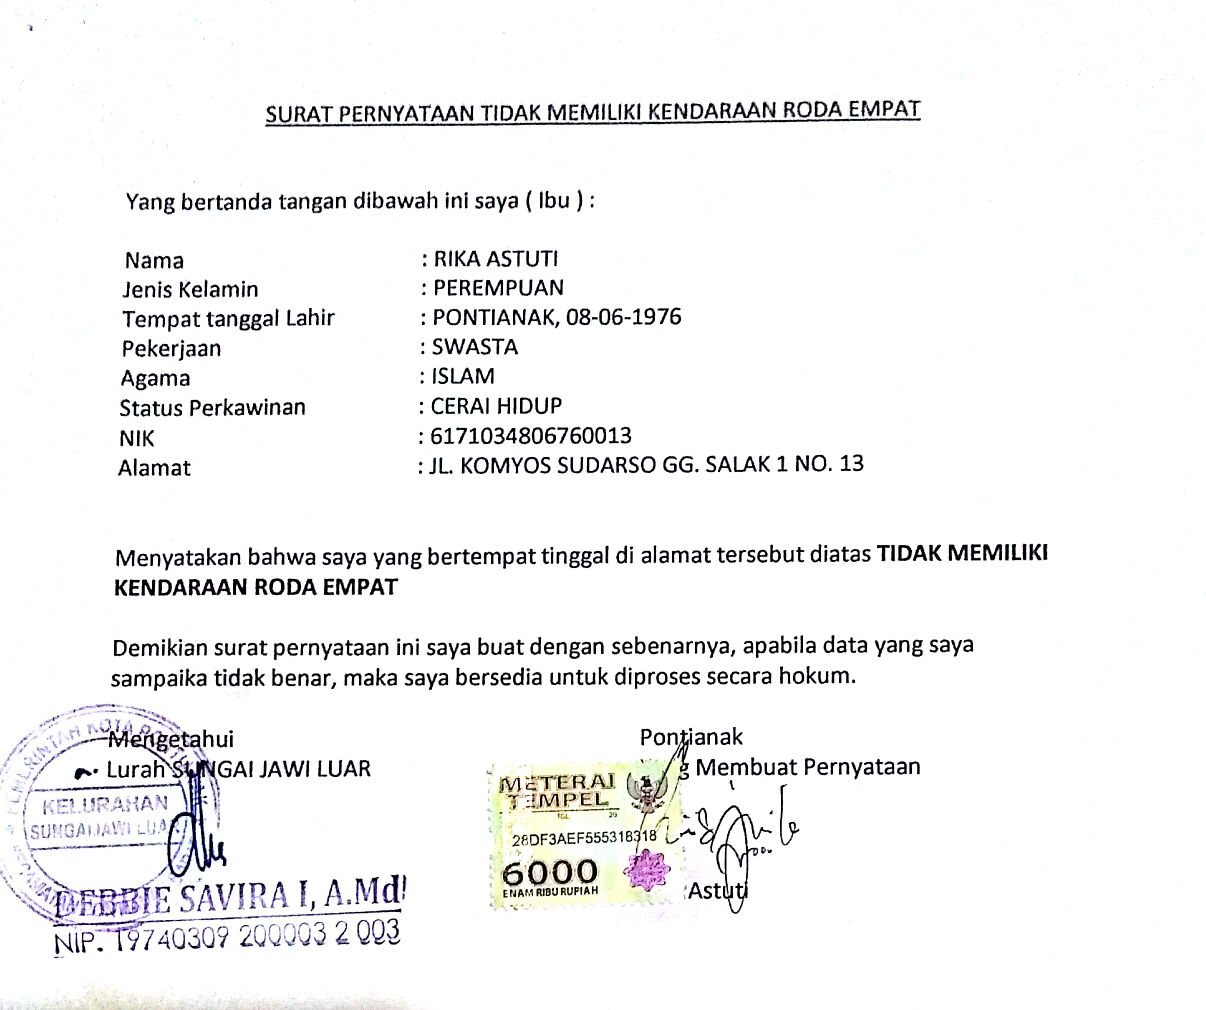 SURAT PERNYATAAN TIDAK MEMILIKI KENDARAAN RODA EMPAT
Yang bertanda tangan dibawah ini saya ( Ibu ) :
Nama : RIKA ASTUTI
Jenis Kelamin : PEREMPUAN
Tempat tanggal Lahir : PONTIANAK, 08-06-1976
Pekerjaan : SWASTA
Agama : ISLAM
Status Perkawinan : CERAI HIDUP
NIK : 6171034806760013
Alamat : JL. KOMYOS SUDARSO GG. SALAK 1 NO. 13
Menyatakan bahwa saya yang bertempat tinggal di alamat tersebut diatas TIDAK MEMILIKI
KENDARAAN RODA EMPAT
Demikian surat pernyataan ini saya buat dengan sebenarnya, apabila data yang saya
sampaika tidak benar, maka saya bersedia untuk diproses secara hokum.
Mengetahui
Lurah SUNGAI JAWI LUAR
PEMERINTAH KOTA
KELURAHAN
SUNGAI JAWI LUAR
DEBBIE SAVIRA I, A.Md
NIP. 19740309 200003 2 003
Pontianak
g Membuat Pernyataan
METERAI
TEMPEL
TGL 20
28DF3AEF555318318
6000
ENAM RIBU RUPIAH
Astuti